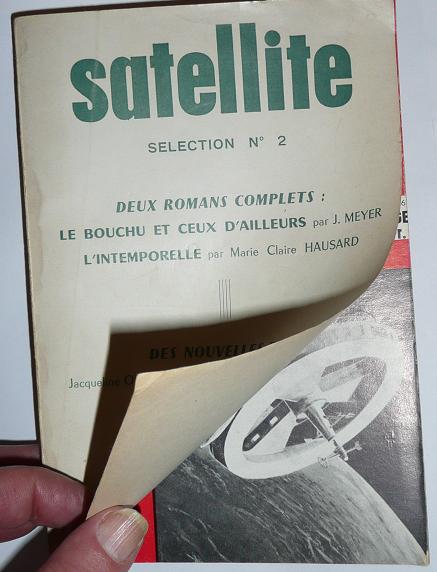 satellite
SELECTION N° 2
DEUX ROMANS COMPLETS :
LE BOUCHU ET CEUX D'AILLEURS par J. MEYER
L'INTEMPORELLE par Marie Claire HAUSARD
DES NOUVELLES
Jacqueline